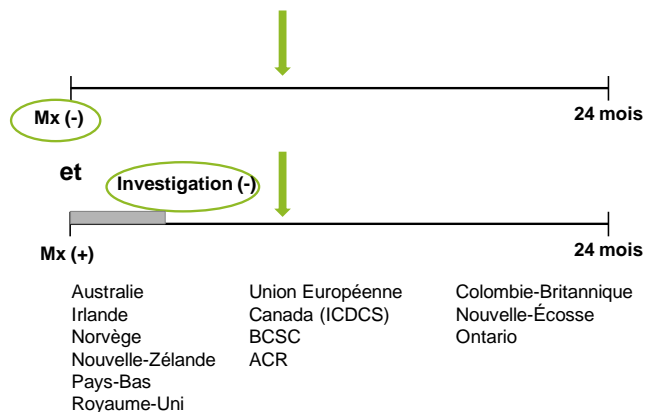 Mx (-)
24 mois
et
Investigation (-)
Mx (+)
24 mois
Australie
Irlande
Norvège
Nouvelle-Zélande
Pays-Bas
Royaume-Uni
Union Européenne
Canada (ICDCS)
BCSC
ACR
Colombie-Britannique
Nouvelle-Écosse
Ontario